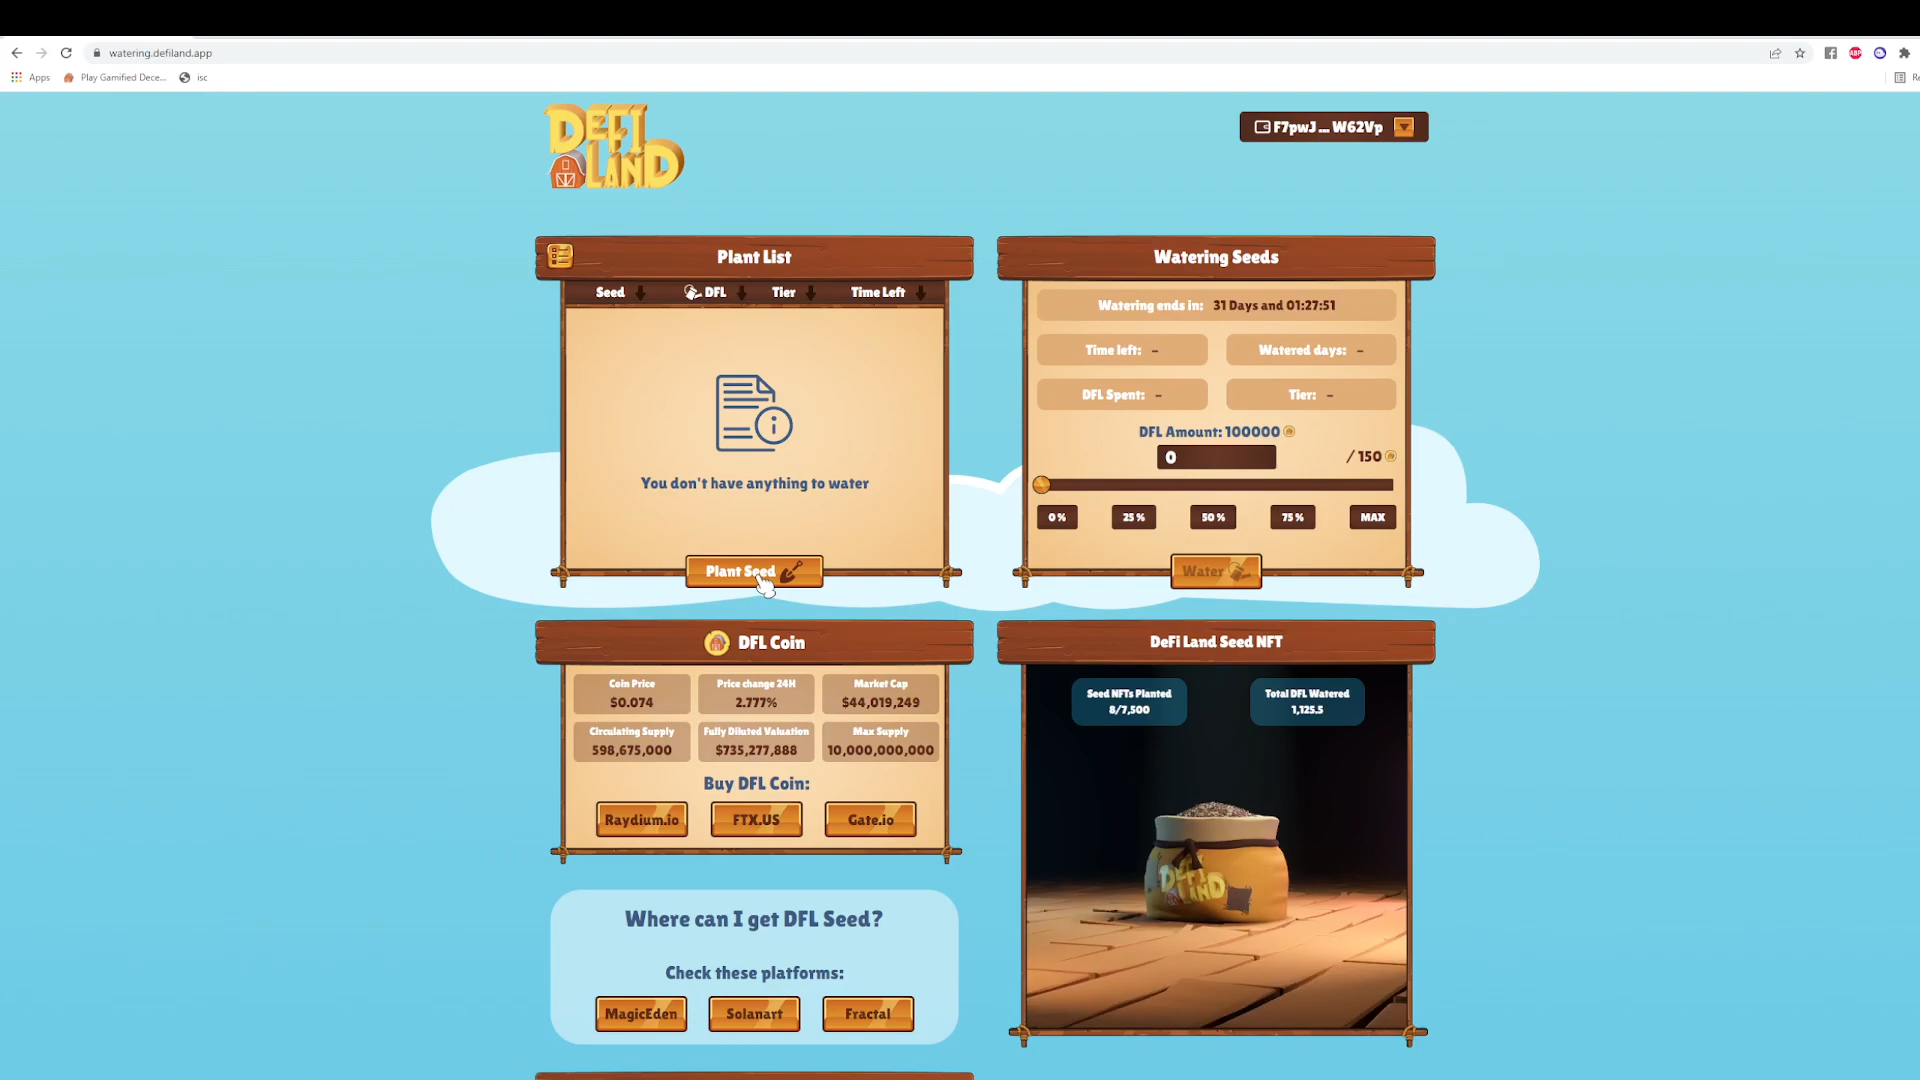 watering.defiland.app
Apps
Play Gamified Dece...
isc
DEFI
LAND
F7pwJ ... W62Vp
Plant List
Seed DFL Tier Time Left
You don't have anything to water
Plant Seed
Watering Seeds
Watering ends in: 31 Days and 01:27:51
Time left: - Watered days: -
DFL Spent: - Tier: -
DFL Amount: 100000
0 / 150
0 % 25 % 50 % 75 % MAX
Water
DFL Coin
Coin Price Price change 24H Market Cap
$0.074 2.777% $44,019,249
Circulating Supply Fully Diluted Valuation Max Supply
598,675,000 $735,277,888 10,000,000,000
Buy DFL Coin:
Raydium.io FTX.US Gate.io
Where can I get DFL Seed?
Check these platforms:
MagicEden Solanart Fractal
DeFi Land Seed NFT
Seed NFTs Planted Total DFL Watered
8/7,500 1,125.5
DEFI
LAND